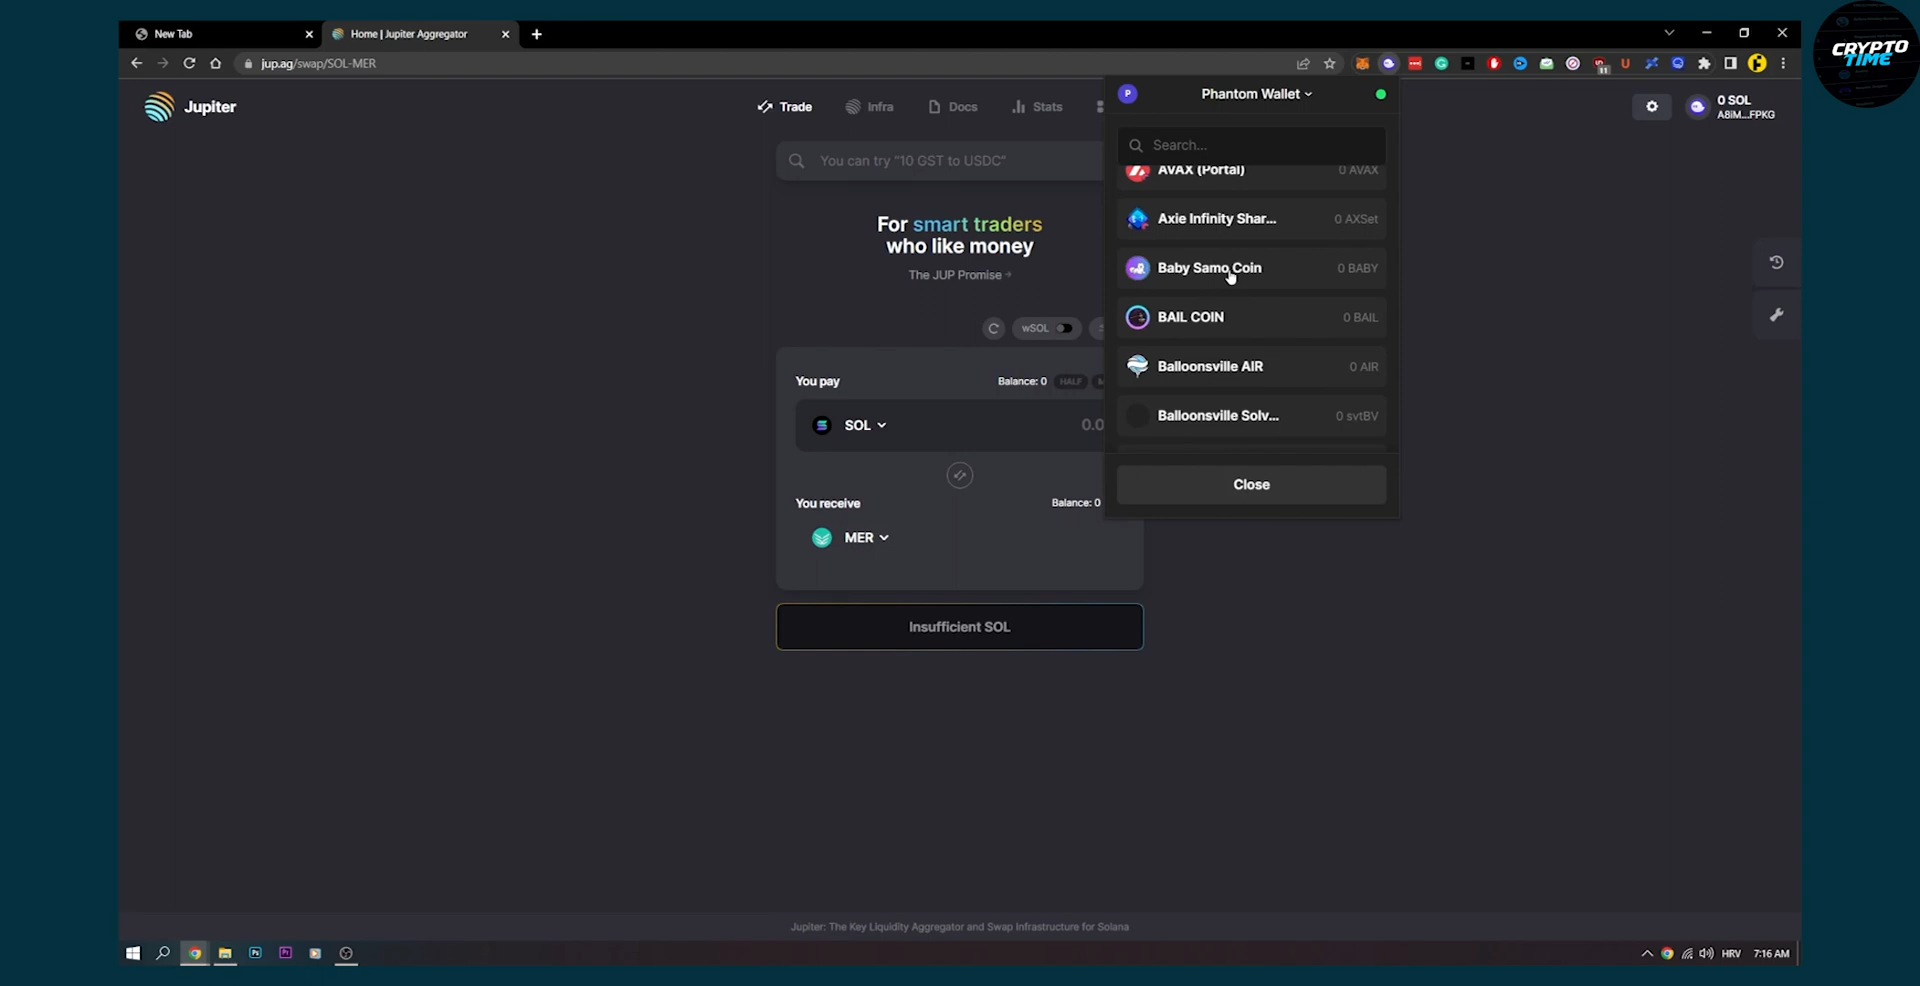 New Tab
Home | Jupiter Aggregator
CRYPTO
TIME
jup.ag/swap/SOL-MER
11
P
Phantom Wallet
Jupiter
Trade
Infra
Docs
Stats
0 SOL
A8iM...FPKG
Search...
You can try "10 GST to USDC"
AVAX (Portal)
0 AVAX
Axie Infinity Shar...
0 AXSet
For smart traders
who like money
The JUP Promise
Baby Samo Coin
0 BABY
wSOL
BAIL COIN
0 BAIL
You pay
Balance: 0
HALF
Balloonsville AIR
0 AIR
SOL
0.0
Balloonsville Solv...
0 svtBV
Close
You receive
Balance: 0
MER
Insufficient SOL
Jupiter: The Key Liquidity Aggregator and Swap Infrastructure for Solana
Ps
Pr
HRV
7:16 AM